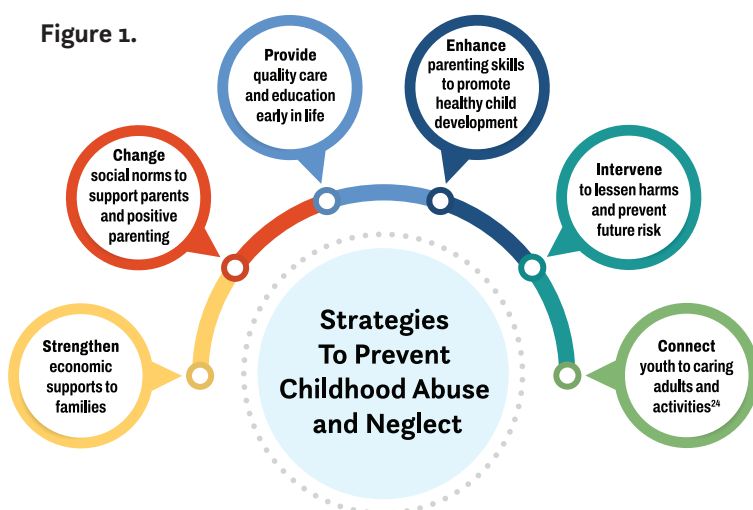 Figure 1.
Strengthen
economic
supports to
families
Change
social norms to
support parents
and positive
parenting
Provide
quality care
and education
early in life
Enhance
parenting skills
to promote
healthy child
development
Intervene
to lessen harms
and prevent
future risk
Connect
youth to caring
adults and
activities²⁴
Strategies
To Prevent
Childhood Abuse
and Neglect